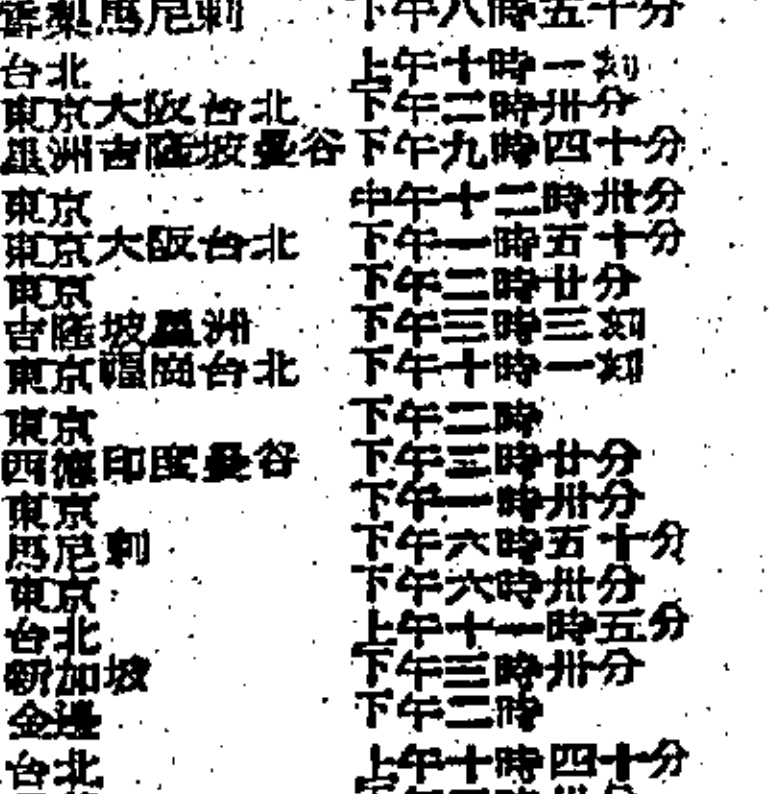 雪梨馬尼剌 下午八時五十分
台北 上午十時一刻
東京大阪台北 下午二時卅分
星洲吉隆坡曼谷 下午九時四十分
東京 中午十二時卅分
東京大阪台北 下午一時五十分
東京 下午二時廿分
吉隆坡星洲 下午三時三刻
東京福岡台北 下午十時一刻
東京 下午二時
西德印度曼谷 下午三時廿分
東京 下午一時卅分
馬尼剌 下午六時五十分
東京 下午六時卅分
台北 上午十一時五分
新加坡 下午三時卅分
金邊 下午二時
台北 上午十時四十分